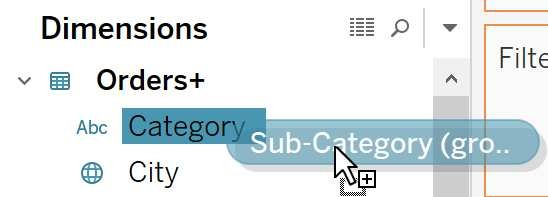 Dimensions
Orders+
Filte
Abc Category
Sub-Category (gro..
City